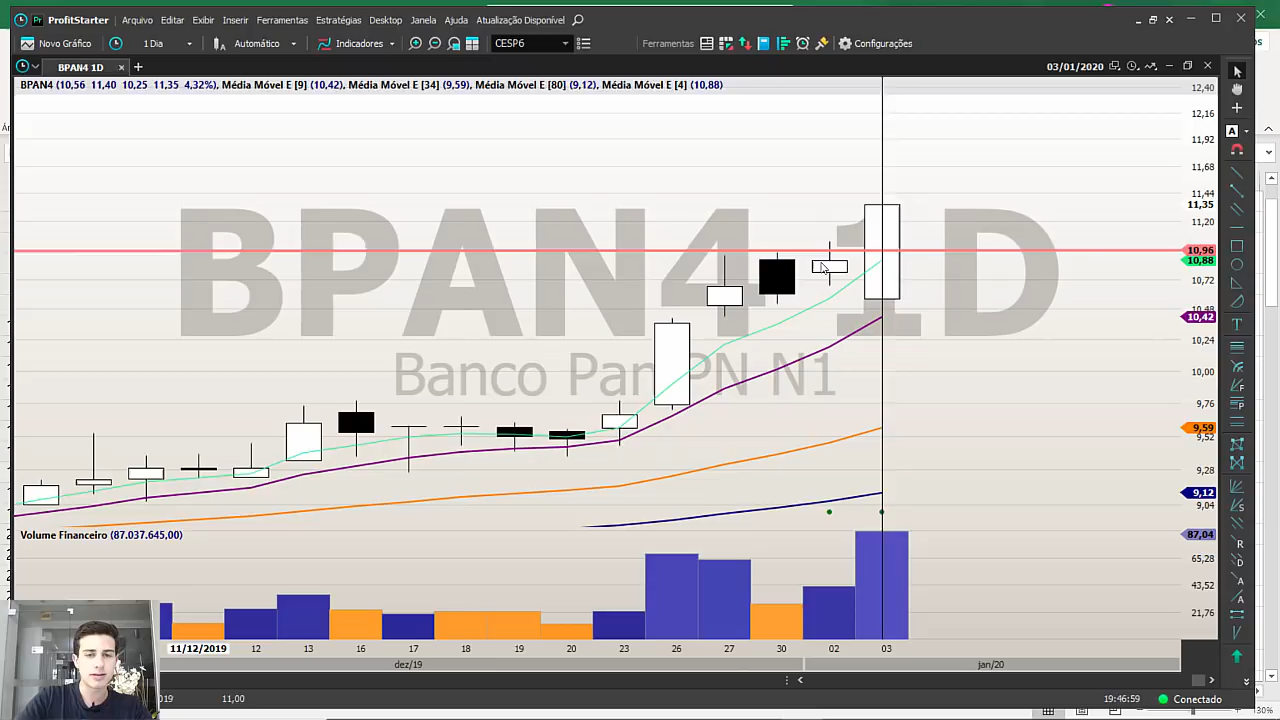 ProfitStarter Arquivo Editar Exibir Inserir Ferramentas Estratégias Desktop Janela Ajuda Atualização Disponível
Novo Gráfico 1 Dia Automático Indicadores CESP6 Ferramentas Configurações
BPAN4 1D 03/01/2020
BPAN4 (10,56 11,40 10,25 11,35 4,32%), Média Móvel E [9] (10,42), Média Móvel E [34] (9,59), Média Móvel E [80] (9,12), Média Móvel E [4] (10,88)
12,40
12,16
11,92
11,68
11,44
11,35
11,20
10,96
10,88
10,72
10,48
10,42
10,24
10,00
9,76
9,59
9,52
9,28
9,12
9,04
BPAN4 1D
Banco Pan PN N1
Volume Financeiro (87.037.645,00)
87,04
65,28
43,52
21,76
11/12/2019 12 13 16 17 18 19 20 23 26 27 30 02 03
dez/19 jan/20
2019 11,00 19:46:59 Conectado
30%